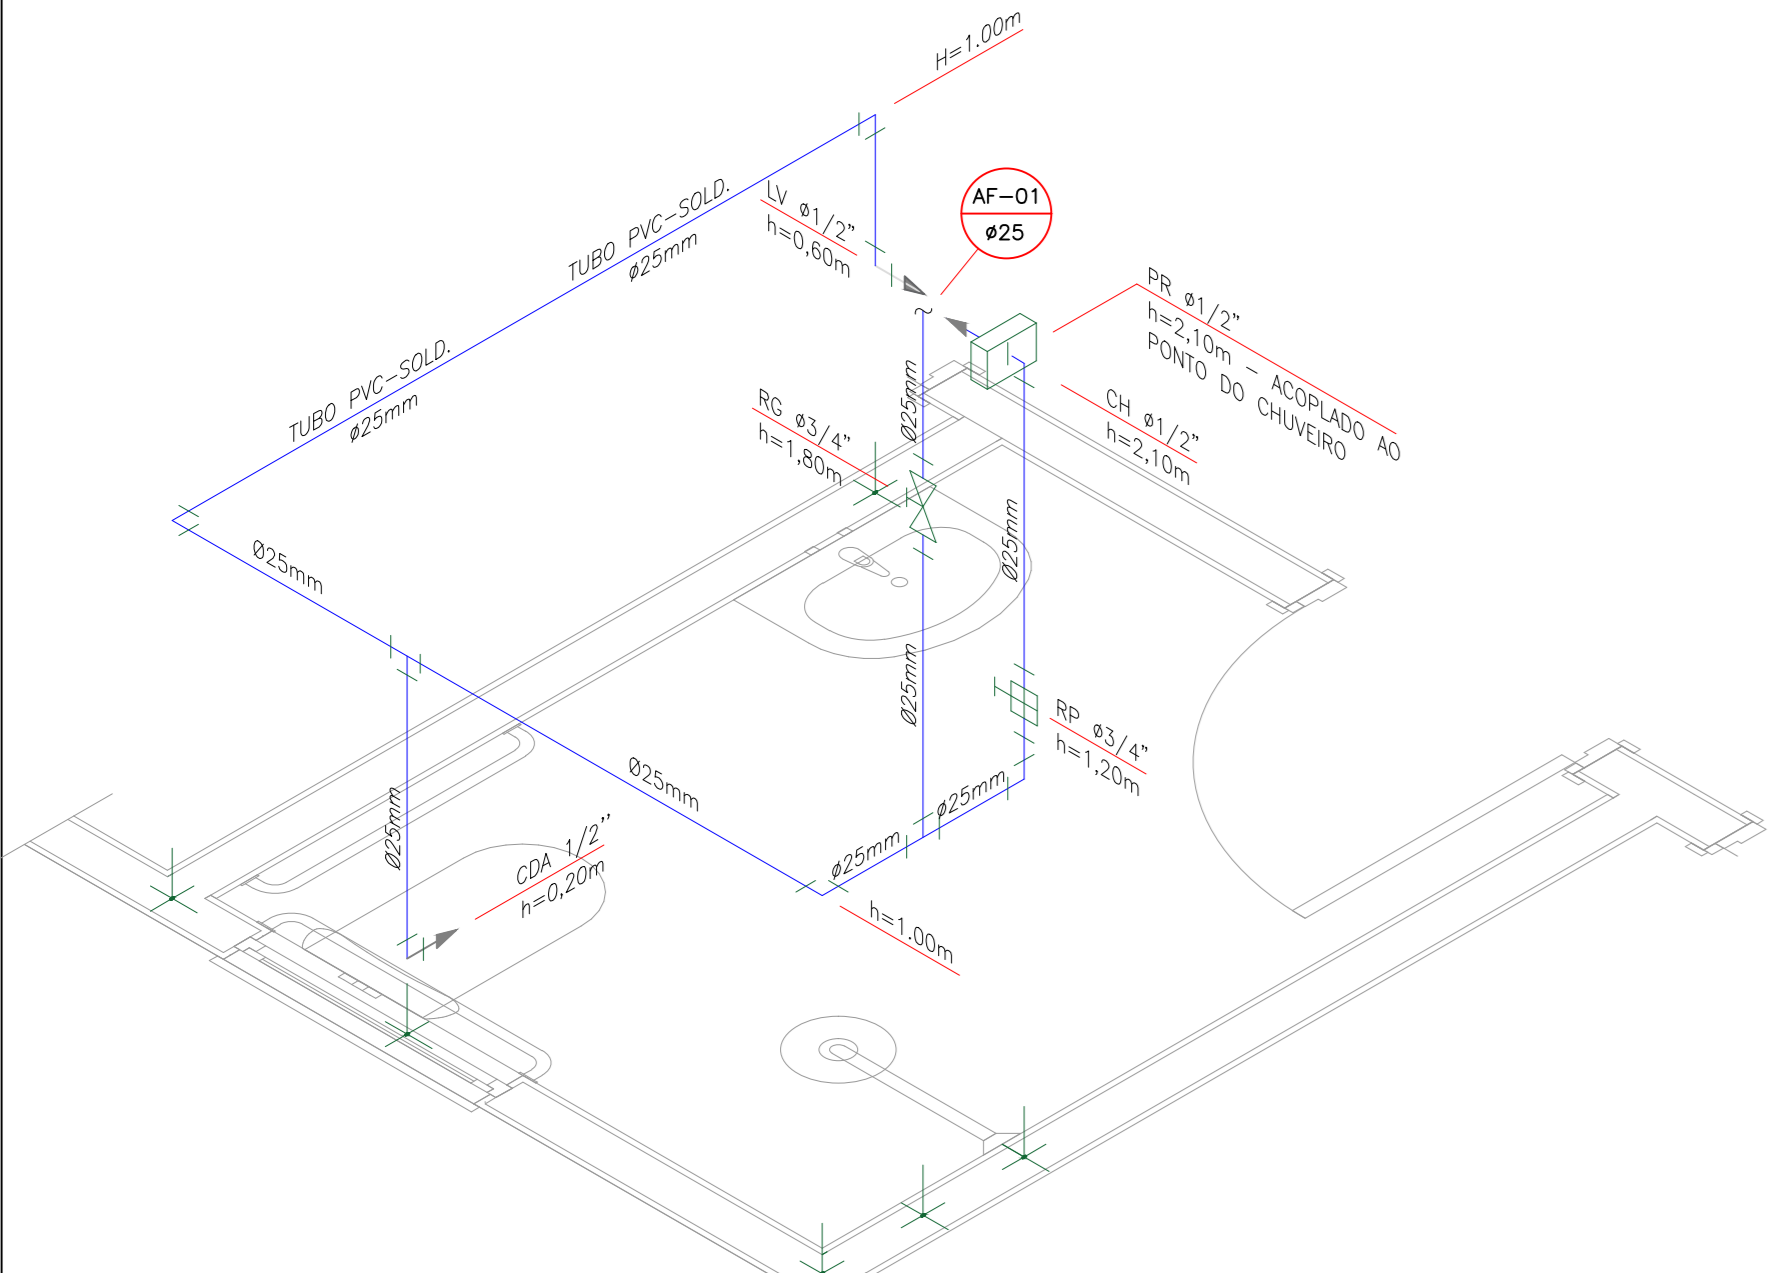 H=1.00m
AF-01
ø25
LV ø1/2”
h=0,60m
TUBO PVC-SOLD.
ø25mm
PR ø1/2”
h=2,10m - ACOPLADO AO
PONTO DO CHUVEIRO
TUBO PVC-SOLD.
ø25mm
CH ø1/2”
h=2,10m
RG ø3/4”
h=1,80m
Ø25mm
Ø25mm
Ø25mm
Ø25mm
RP ø3/4”
h=1,20m
Ø25mm
Ø25mm
ø25mm
ø25mm
CDA 1/2’’
h=0,20m
h=1.00m